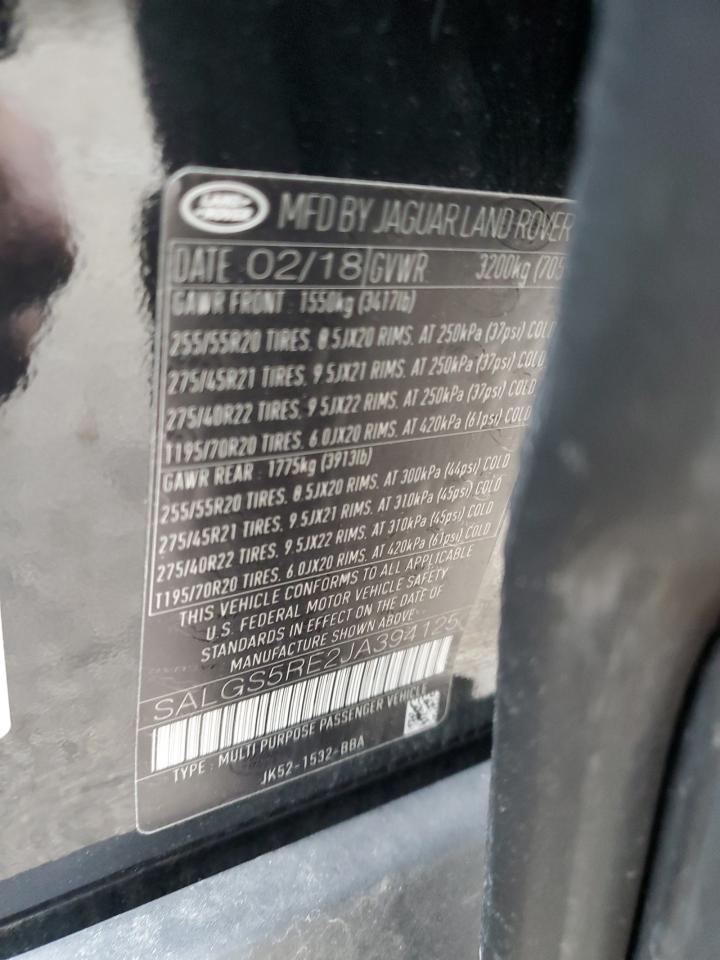 LAND
ROVER
MFD BY JAGUAR LAND ROVER
DATE 02/18 GVWR 3200kg (705
GAWR FRONT 1550kg (3417lb)
255/55R20 TIRES. 8.5JX20 RIMS. AT 250kPa (37psi) COLD
275/45R21 TIRES. 9.5JX21 RIMS. AT 250kPa (37psi) COLD
275/40R22 TIRES. 9.5JX22 RIMS. AT 250kPa (37psi) COLD
T195/70R20 TIRES. 6.0JX20 RIMS. AT 420kPa (61psi) COLD
GAWR REAR 1775kg (3913lb)
255/55R20 TIRES. 8.5JX20 RIMS. AT 300kPa (44psi) COLD
275/45R21 TIRES. 9.5JX21 RIMS. AT 310kPa (45psi) COLD
275/40R22 TIRES. 9.5JX22 RIMS. AT 310kPa (45psi) COLD
T195/70R20 TIRES. 6.0JX20 RIMS. AT 420kPa (61psi) COLD
THIS VEHICLE CONFORMS TO ALL APPLICABLE
U.S. FEDERAL MOTOR VEHICLE SAFETY
STANDARDS IN EFFECT ON THE DATE OF
MANUFACTURE SHOWN ABOVE
SALGS5RE2JA394125
TYPE : MULTI PURPOSE PASSENGER VEHICLE
JK52-1532-BBA